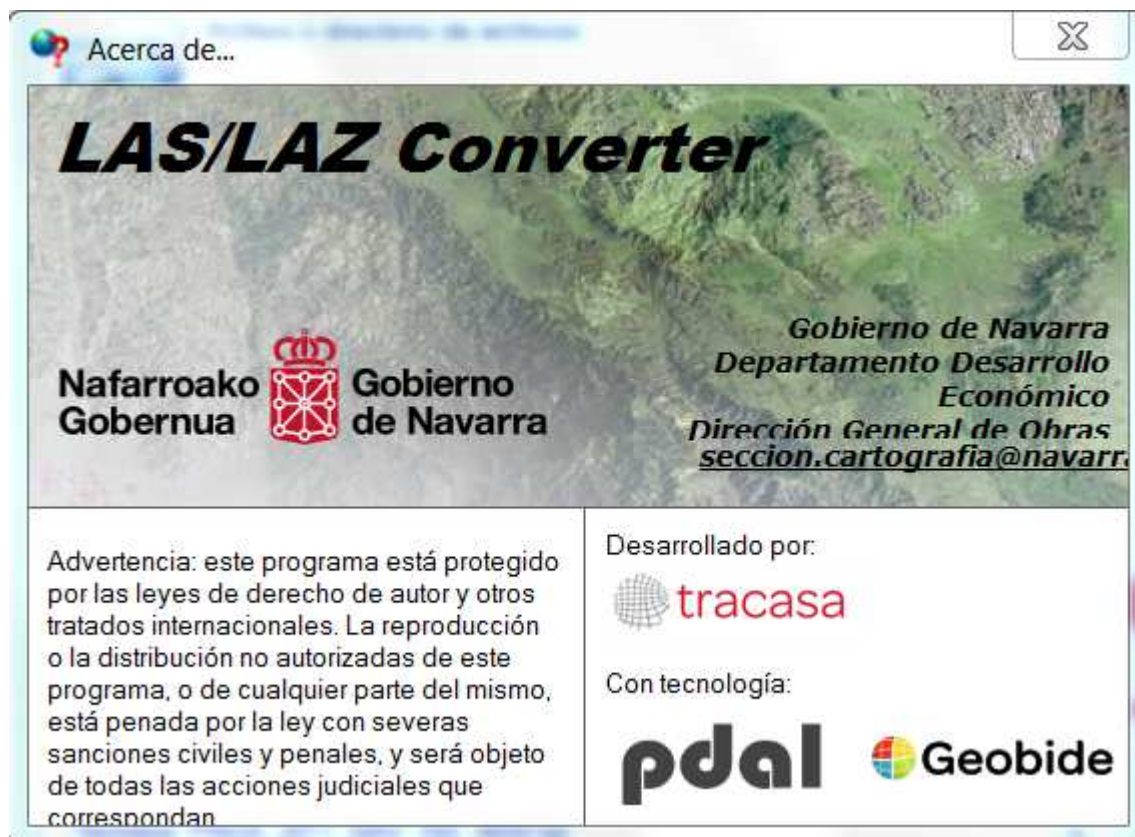 Acerca de...
LAS/LAZ Converter
Nafarroako
Gobernua
Gobierno
de Navarra
Gobierno de Navarra
Departamento Desarrollo
Económico
Dirección General de Obras
seccion.cartografia@navarr
Advertencia: este programa está protegido
por las leyes de derecho de autor y otros
tratados internacionales. La reproducción
o la distribución no autorizadas de este
programa, o de cualquier parte del mismo,
está penada por la ley con severas
sanciones civiles y penales, y será objeto
de todas las acciones judiciales que
correspondan
Desarrollado por:
tracasa
Con tecnología:
pdal
Geobide